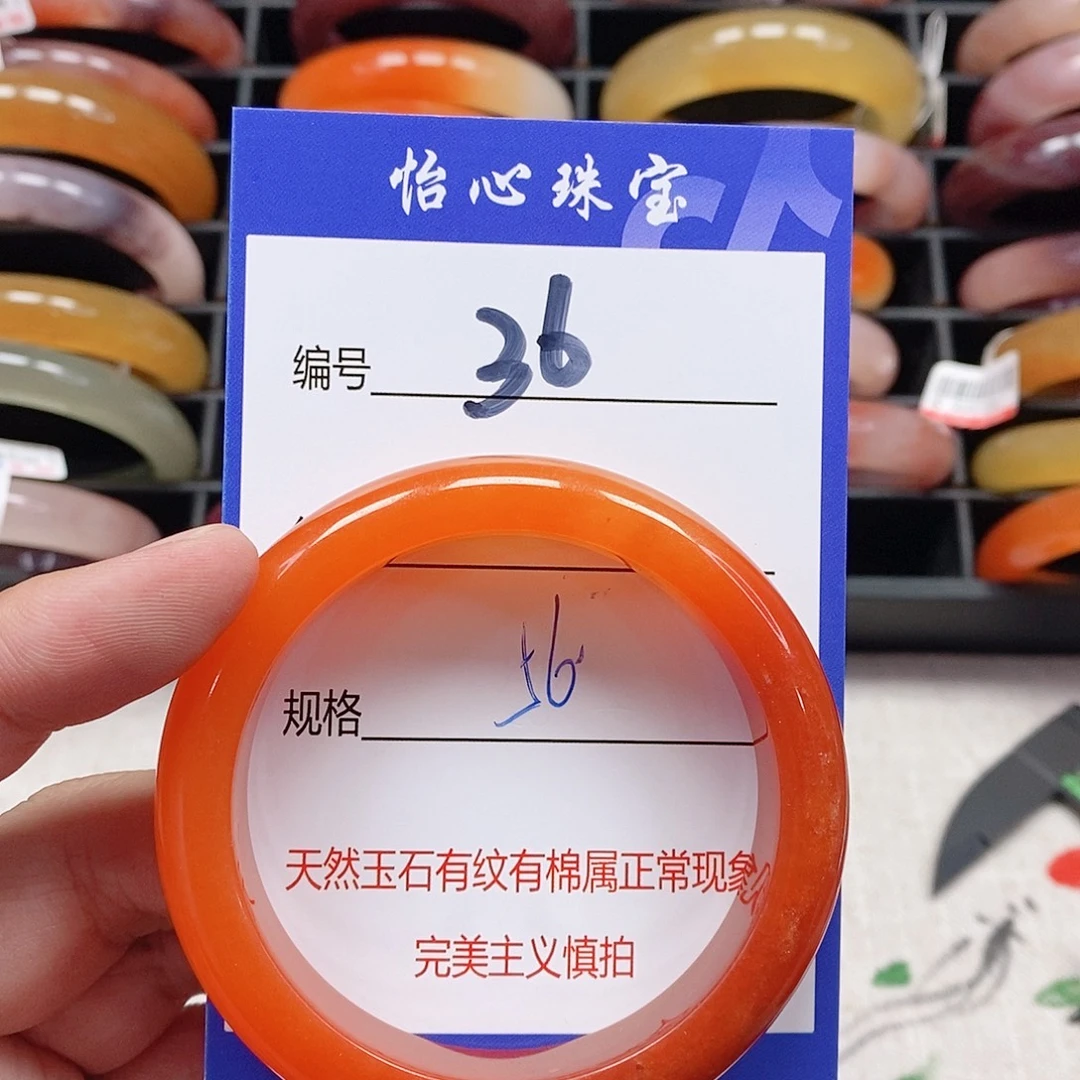 怡心珠宝
编号 36
规格 56
天然玉石有纹有棉属正常现象
完美主义慎拍